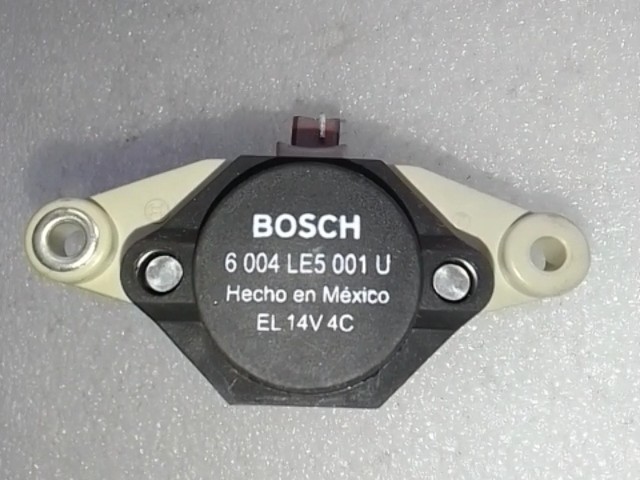 BOSCH
6 004 LE5 001 U
Hecho en México
EL 14V 4C